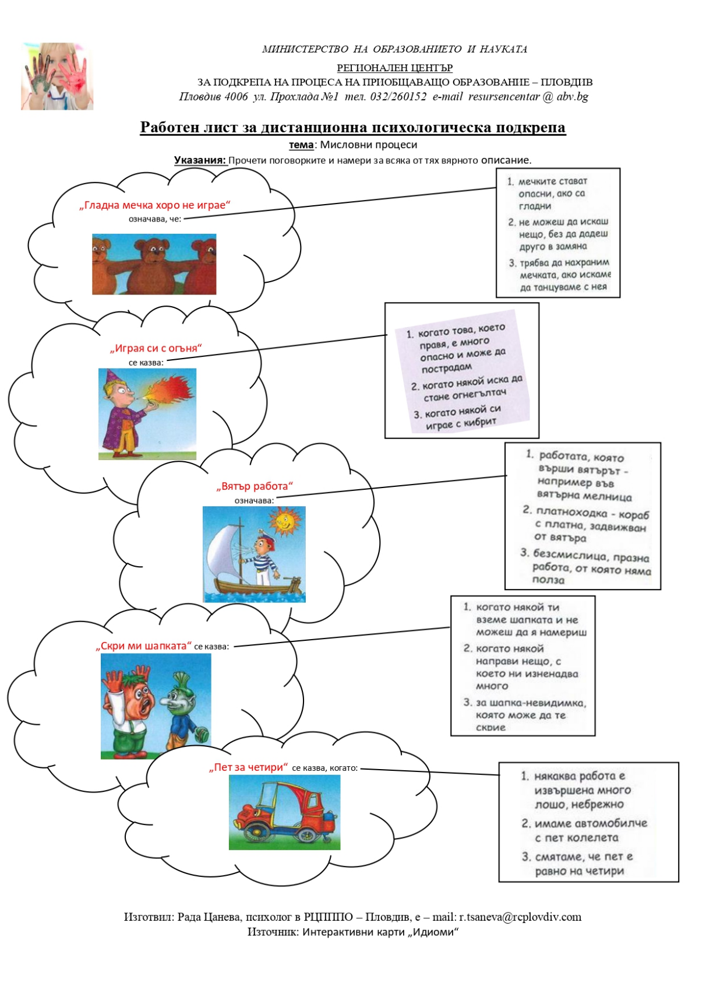 МИНИСТЕРСТВО НА ОБРАЗОВАНИЕТО И НАУКАТА
РЕГИОНАЛЕН ЦЕНТЪР
ЗА ПОДКРЕПА НА ПРОЦЕСА НА ПРИОБЩАВАЩО ОБРАЗОВАНИЕ – ПЛОВДИВ
Пловдив 4006 ул. Прохлада №1 тел. 032/260152 e-mail resursencentar @ abv.bg
Работен лист за дистанционна психологическа подкрепа
тема: Мисловни процеси
Указания: Прочети поговорките и намери за всяка от тях вярното описание.
„Гладна мечка хоро не играе“
означава, че:
1. мечките стават
опасни, ако са
гладни
2. не можеш да искаш
нещо, без да дадеш
друго в замяна
3. трябва да нахраним
мечката, ако искаме
да танцуваме с нея
„Играя си с огъня“
се казва:
1. когато това, което
правя, е много
опасно и може да
пострадам
2. когато някой иска да
стане огнегълтач
3. когато някой си
играе с кибрит
„Вятър работа“
означава:
1. работата, която
върши вятърът -
например във
вятърна мелница
2. платноходка - кораб
с платна, задвижван
от вятъра
3. безсмислица, празна
работа, от която няма
полза
„Скри ми шапката“ се казва:
1. когато някой ти
вземе шапката и не
можеш да я намериш
2. когато някой
направи нещо, с
което ни изненадва
много
3. за шапка-невидимка,
която може да те
скрие
„Пет за четири“ се казва, когато:
1. някаква работа е
извършена много
лошо, небрежно
2. имаме автомобилче
с пет колелета
3. смятаме, че пет е
равно на четири
Изготвил: Рада Цанева, психолог в РЦПППО – Пловдив, е – mail: r.tsaneva@rcplovdiv.com
Източник: Интерактивни карти „Идиоми“